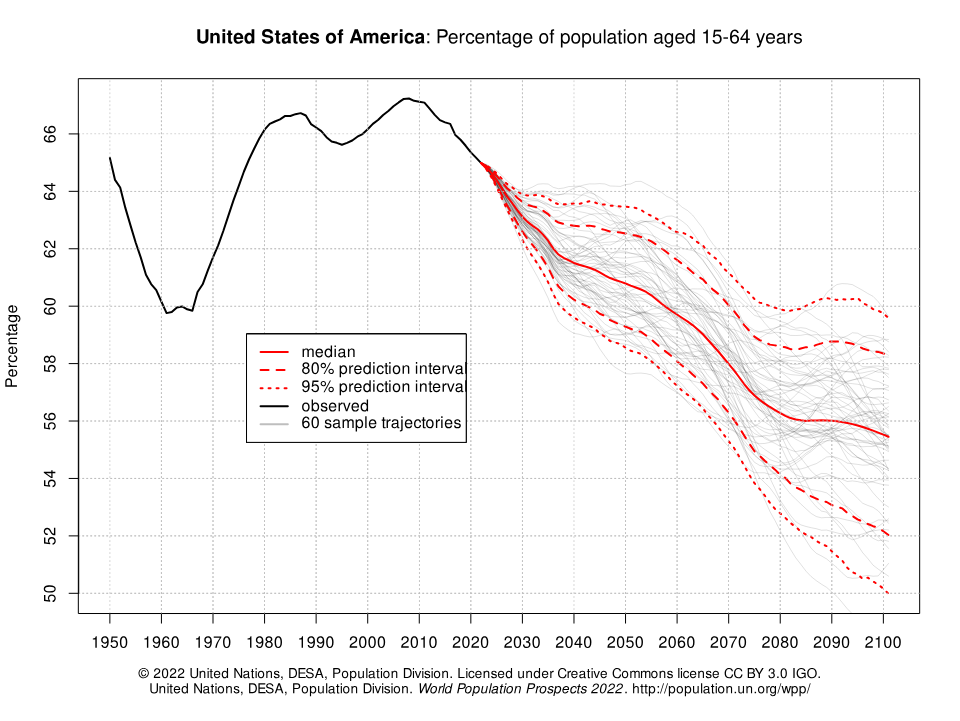 United States of America: Percentage of population aged 15-64 years
Percentage
66
64
62
60
58
56
54
52
50
median
80% prediction interval
95% prediction interval
observed
60 sample trajectories
1950 1960 1970 1980 1990 2000 2010 2020 2030 2040 2050 2060 2070 2080 2090 2100
© 2022 United Nations, DESA, Population Division. Licensed under Creative Commons license CC BY 3.0 IGO.
United Nations, DESA, Population Division. World Population Prospects 2022. http://population.un.org/wpp/